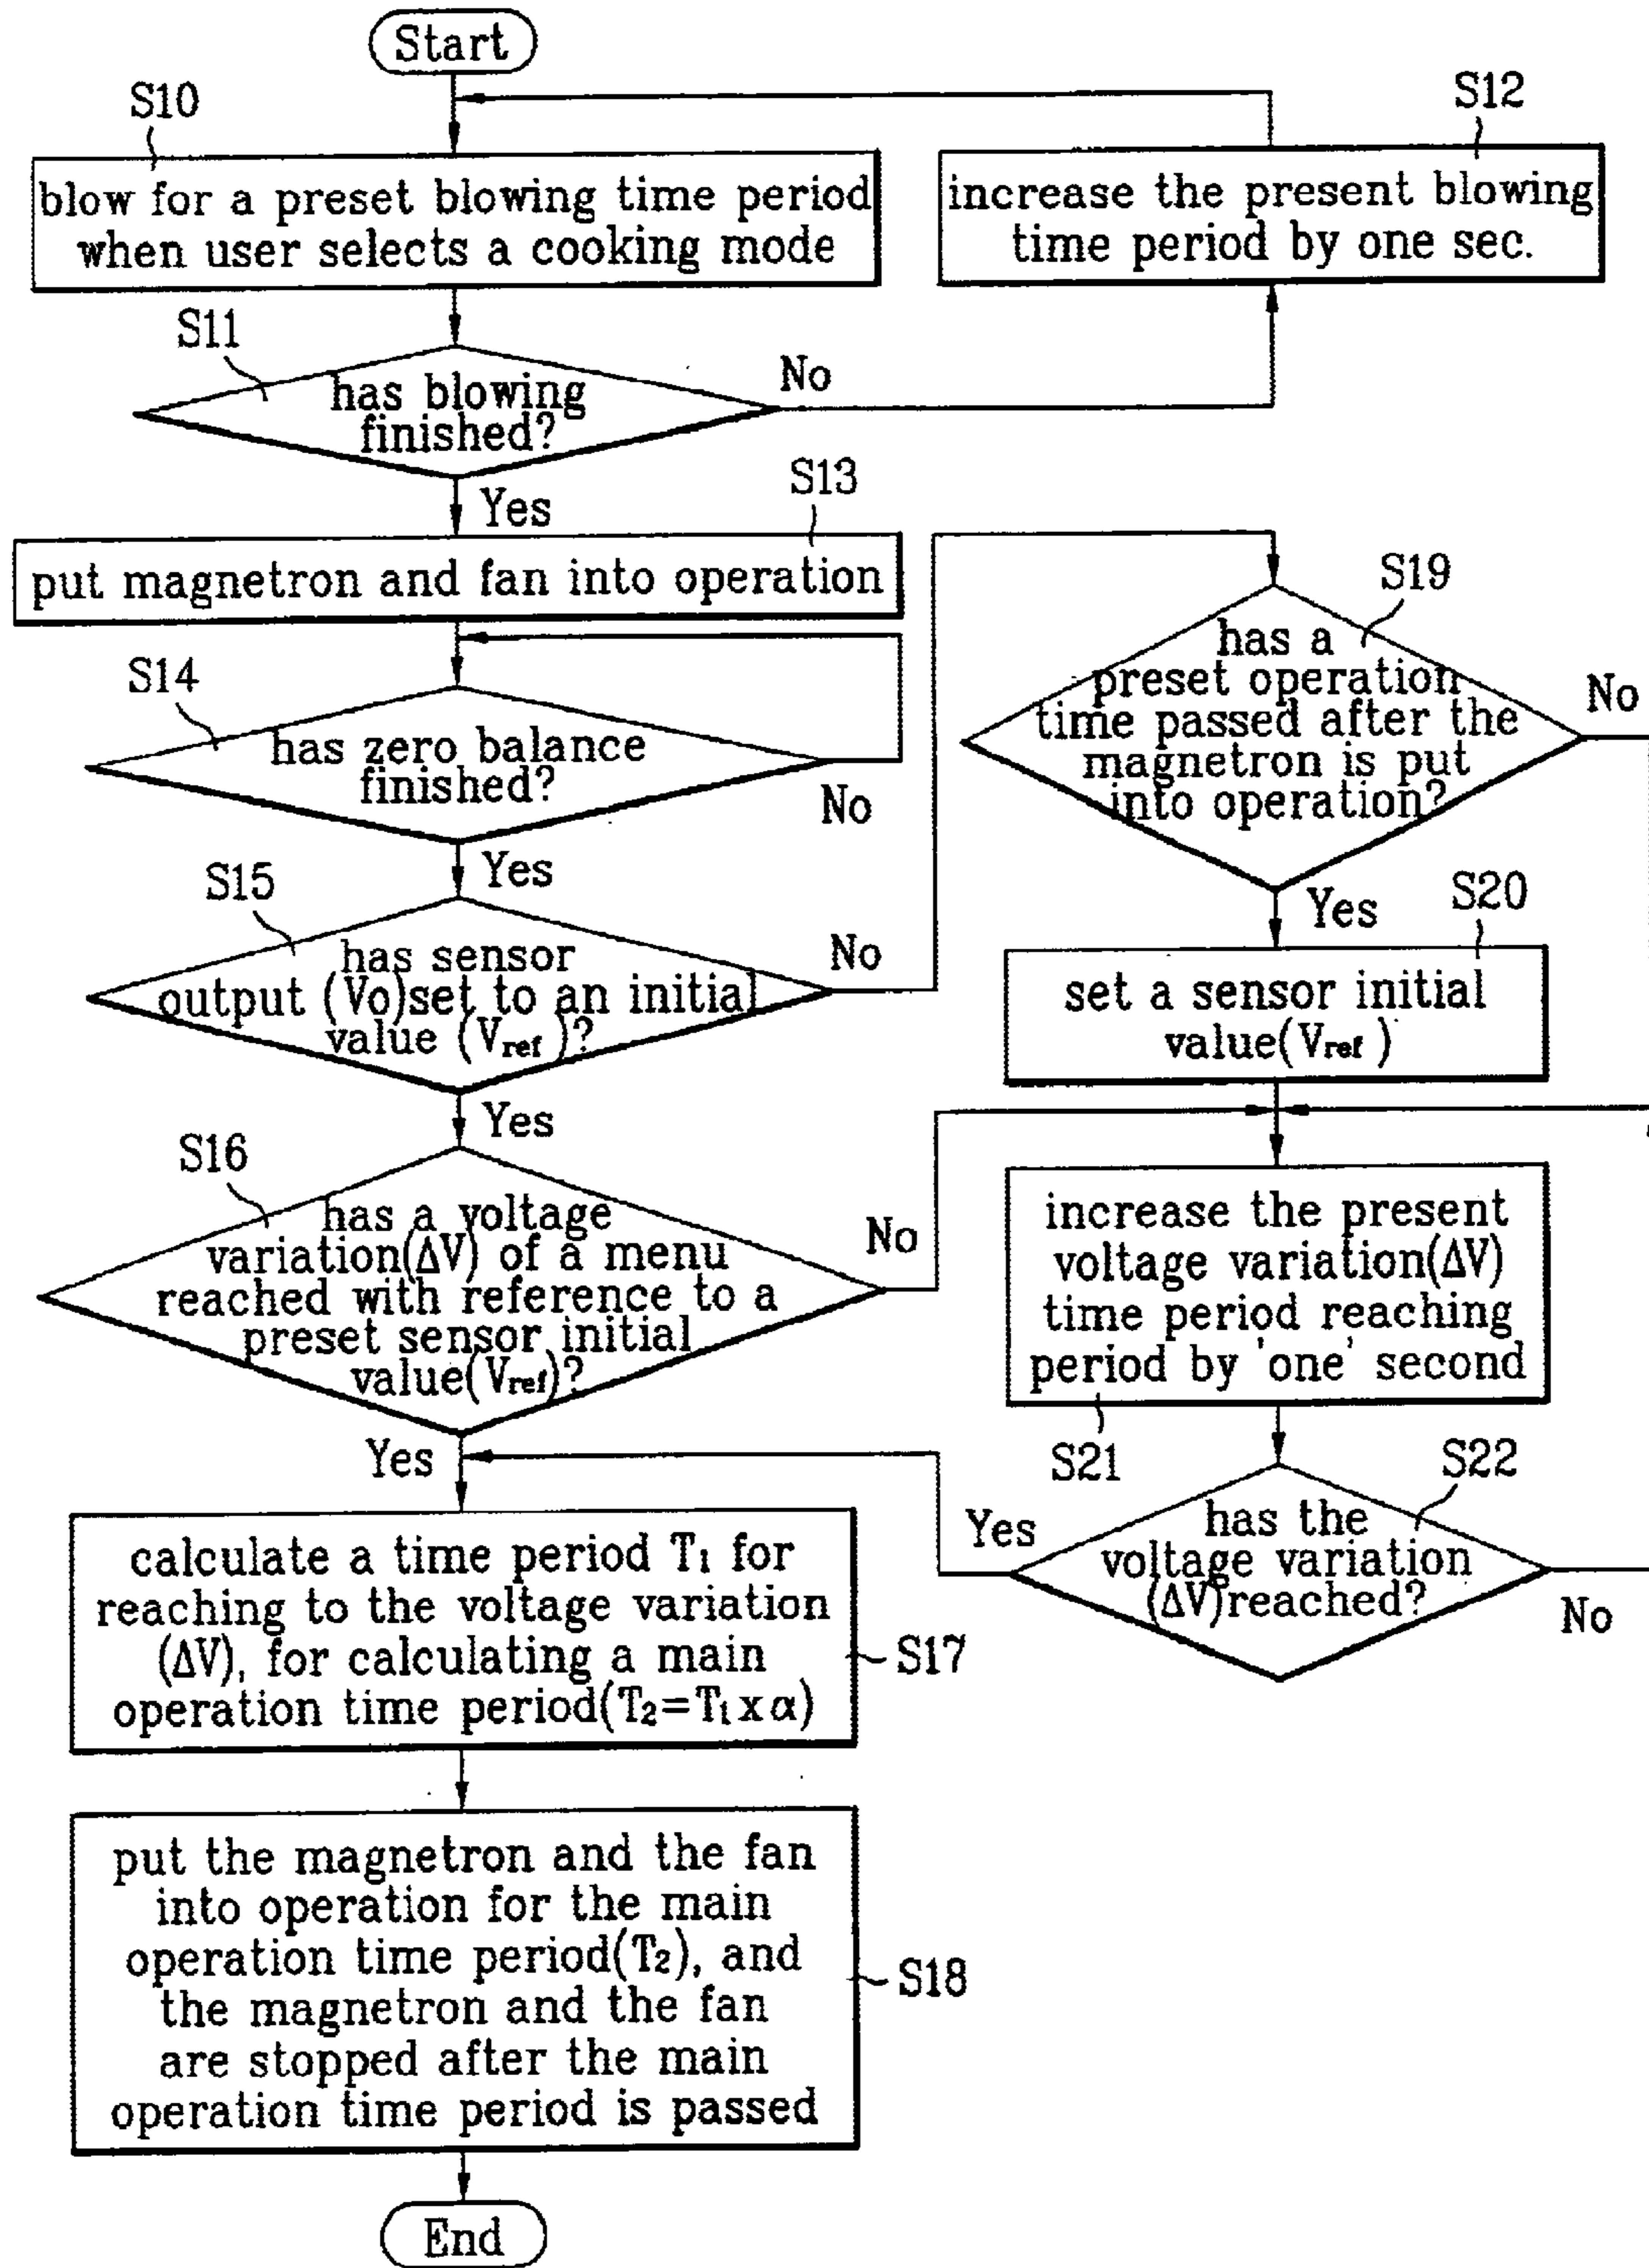 Start
S10
blow for a preset blowing time period
when user selects a cooking mode
S12
increase the present blowing
time period by one sec.
S11
has blowing
finished?
No
Yes
S13
put magnetron and fan into operation
S14
has zero balance
finished?
No
Yes
S15
has sensor
output (Vo)set to an initial
value (Vref)?
No
Yes
S16
has a voltage
variation(ΔV) of a menu
reached with reference to a
preset sensor initial
value(Vref)?
No
Yes
S19
has a
preset operation
time passed after the
magnetron is put
into operation?
No
Yes
S20
set a sensor initial
value(Vref)
increase the present
voltage variation(ΔV)
time period reaching
period by 'one' second
S21
S22
has the
voltage variation
(ΔV)reached?
Yes
No
calculate a time period T1 for
reaching to the voltage variation
(ΔV), for calculating a main
operation time period(T2=T1xα)
S17
put the magnetron and the fan
into operation for the main
operation time period(T2), and
the magnetron and the fan
are stopped after the main
operation time period is passed
S18
End